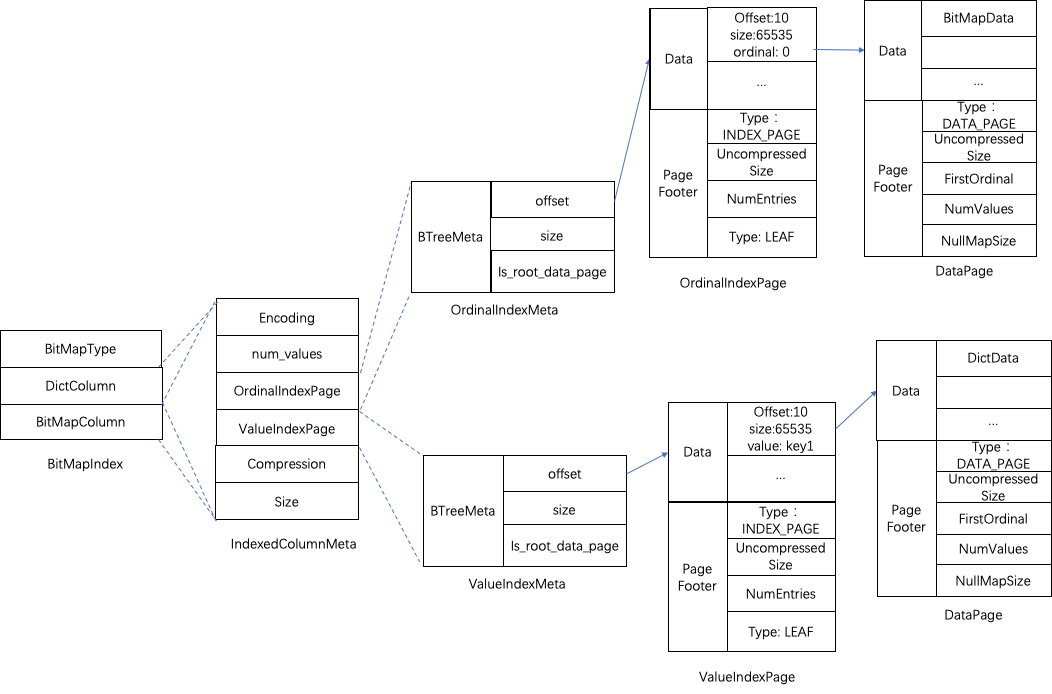 BitMapType
DictColumn
BitMapColumn
BitMapIndex
Encoding
num_values
OrdinalIndexPage
ValueIndexPage
Compression
Size
IndexedColumnMeta
BTreeMeta
offset
size
Is_root_data_page
OrdinalIndexMeta
BTreeMeta
offset
size
Is_root_data_page
ValueIndexMeta
Data
Offset:10
size:65535
ordinal: 0
...
Page
Footer
Type：
INDEX_PAGE
Uncompressed
Size
NumEntries
Type: LEAF
OrdinalIndexPage
Data
BitMapData
...
Page
Footer
Type：
DATA_PAGE
Uncompressed
Size
FirstOrdinal
NumValues
NullMapSize
DataPage
Data
Offset:10
size:65535
value: key1
...
Page
Footer
Type：
INDEX_PAGE
Uncompressed
Size
NumEntries
Type: LEAF
ValueIndexPage
Data
DictData
...
Page
Footer
Type：
DATA_PAGE
Uncompressed
Size
FirstOrdinal
NumValues
NullMapSize
DataPage